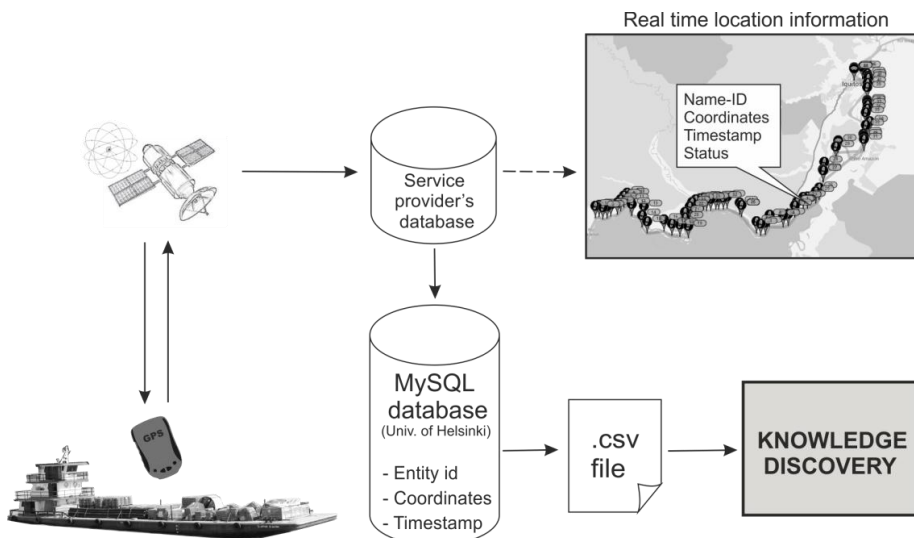 Real time location information
Name-ID
Coordinates
Timestamp
Status
Service
provider's
database
GPS
MySQL
database
(Univ. of Helsinki)
- Entity id
- Coordinates
- Timestamp
.csv
file
KNOWLEDGE
DISCOVERY